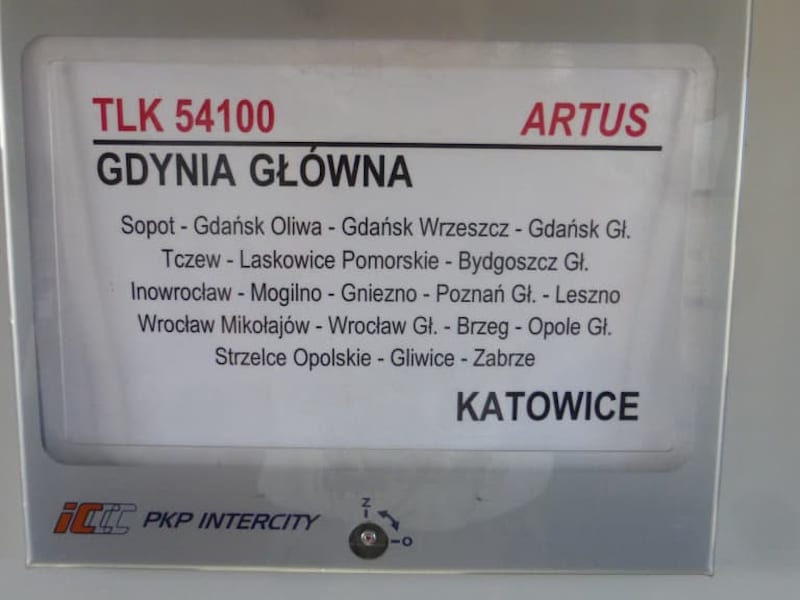 TLK 54100 ARTUS
GDYNIA GŁÓWNA
Sopot - Gdańsk Oliwa - Gdańsk Wrzeszcz - Gdańsk Gł.
Tczew - Laskowice Pomorskie - Bydgoszcz Gł.
Inowrocław - Mogilno - Gniezno - Poznań Gł. - Leszno
Wrocław Mikołajów - Wrocław Gł. - Brzeg - Opole Gł.
Strzelce Opolskie - Gliwice - Zabrze
KATOWICE
iC PKP INTERCITY
Z
O